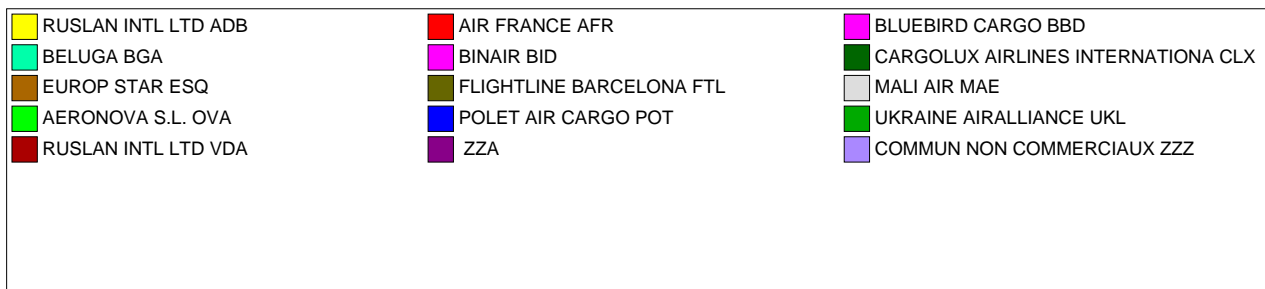 RUSLAN INTL LTD ADB
AIR FRANCE AFR
BLUEBIRD CARGO BBD
BELUGA BGA
BINAIR BID
CARGOLUX AIRLINES INTERNATIONA CLX
EUROP STAR ESQ
FLIGHTLINE BARCELONA FTL
MALI AIR MAE
AERONOVA S.L. OVA
POLET AIR CARGO POT
UKRAINE AIRALLIANCE UKL
RUSLAN INTL LTD VDA
ZZA
COMMUN NON COMMERCIAUX ZZZ